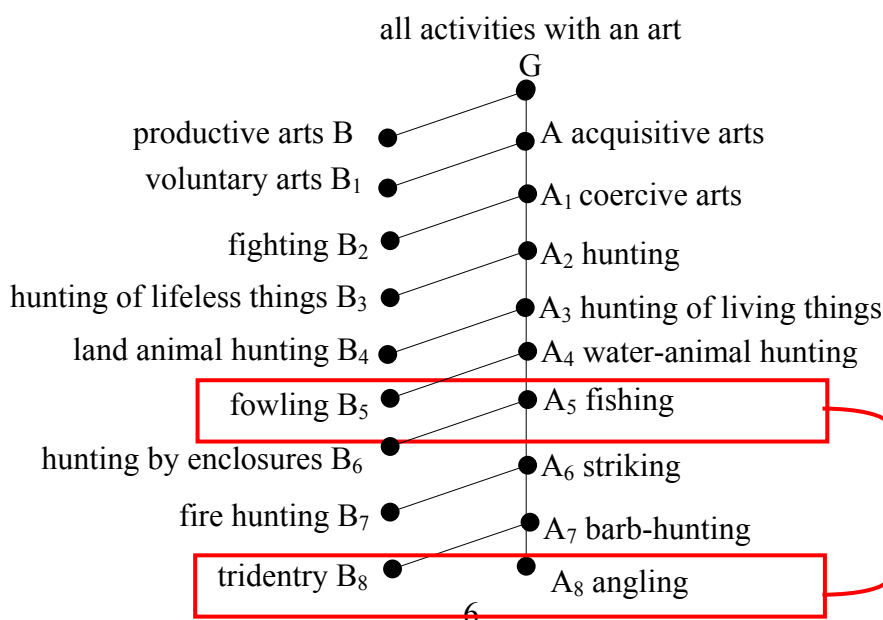 all activities with an art
G
productive arts B
A acquisitive arts
voluntary arts B₁
A₁ coercive arts
fighting B₂
A₂ hunting
hunting of lifeless things B₃
A₃ hunting of living things
land animal hunting B₄
A₄ water-animal hunting
fowling B₅
A₅ fishing
hunting by enclosures B₆
A₆ striking
fire hunting B₇
A₇ barb-hunting
tridentry B₈
A₈ angling
6